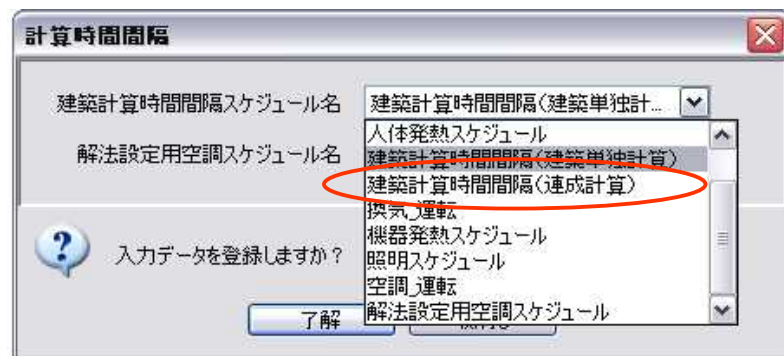 計算時間間隔
建築計算時間間隔スケジュール名
建築計算時間間隔(建築単独計...
解法設定用空調スケジュール名
人体発熱スケジュール
建築計算時間間隔(建築単独計算)
建築計算時間間隔(連成計算)
換気_運転
機器発熱スケジュール
照明スケジュール
空調_運転
解法設定用空調スケジュール
入力データを登録しますか?
了解